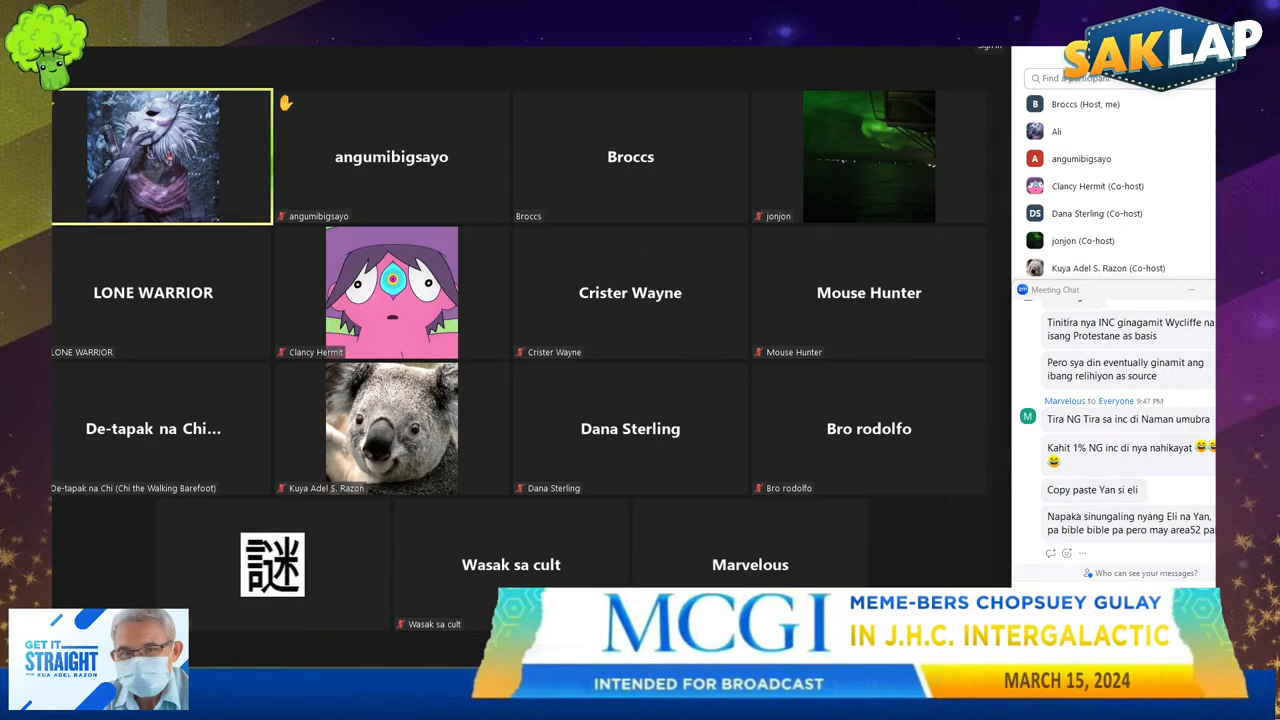 SAKLAP
Sign in
Find a participant
angumibigsayo
Broccs
angumibigsayo
Broccs
jonjon
LONE WARRIOR
Crister Wayne
Mouse Hunter
LONE WARRIOR
Clancy Hermit
Crister Wayne
Mouse Hunter
De-tapak na Chi...
Dana Sterling
Bro rodolfo
De-tapak na Chi (Chi the Walking Barefoot)
Kuya Adel S. Razon
Dana Sterling
Bro rodolfo
謎
Wasak sa cult
Marvelous
Wasak sa cult
B
Broccs (Host, me)
Ali
A
angumibigsayo
Clancy Hermit (Co-host)
DS
Dana Sterling (Co-host)
jonjon (Co-host)
Kuya Adel S. Razon (Co-host)
zm
Meeting Chat
Tinitira nya INC ginagamit Wycliffe na
isang Protestane as basis
Pero sya din eventually ginamit ang
ibang relihiyon as source
Marvelous to Everyone 9:47 PM
M
Tira NG Tira sa inc di Naman umubra
Kahit 1% NG inc di nya nahikayat 😂😂
😂
Copy paste Yan si eli
Napaka sinungaling nyang Eli na Yan,
pa bible bible pa pero may area52 pa
Who can see your messages?
GET IT
STRAIGHT
KUA ADEL RAZON
MCGI
MEME-BERS CHOPSUEY GULAY
IN J.H.C. INTERGALACTIC
INTENDED FOR BROADCAST
MARCH 15, 2024